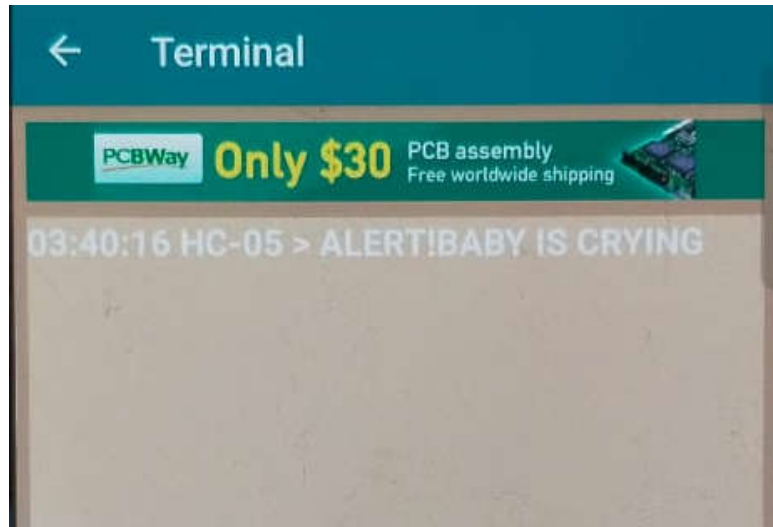 Terminal
PCBWay Only $30 PCB assembly
Free worldwide shipping
03:40:16 HC-05 > ALERT!BABY IS CRYING